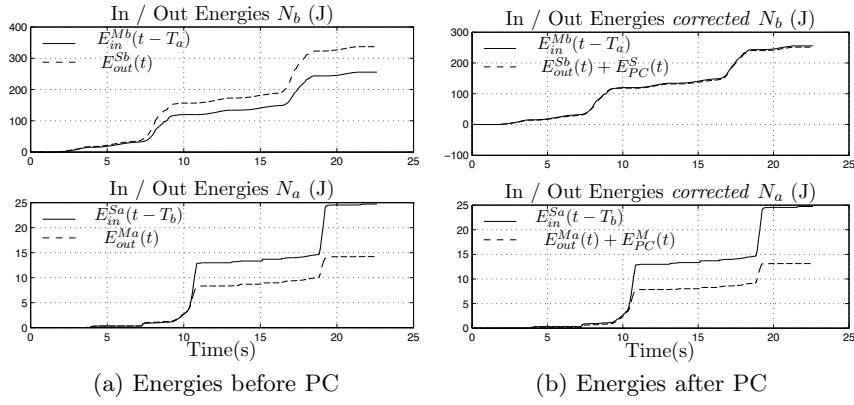 In / Out Energies N_b (J)
400
300
200
100
0
E_in^Mb(t − T_a)
E_out^Sb(t)
0 5 10 15 20 25
In / Out Energies N_a (J)
25
20
15
10
5
0
E_in^Sa(t − T_b)
E_out^Ma(t)
0 5 10 15 20 25
Time(s)
(a) Energies before PC
In / Out Energies corrected N_b (J)
300
200
100
0
−100
E_in^Mb(t − T_a)
E_out^Sb(t) + E_PC^S(t)
0 5 10 15 20 25
In / Out Energies corrected N_a (J)
25
20
15
10
5
0
E_in^Sa(t − T_b)
E_out^Ma(t) + E_PC^M(t)
0 5 10 15 20 25
Time(s)
(b) Energies after PC